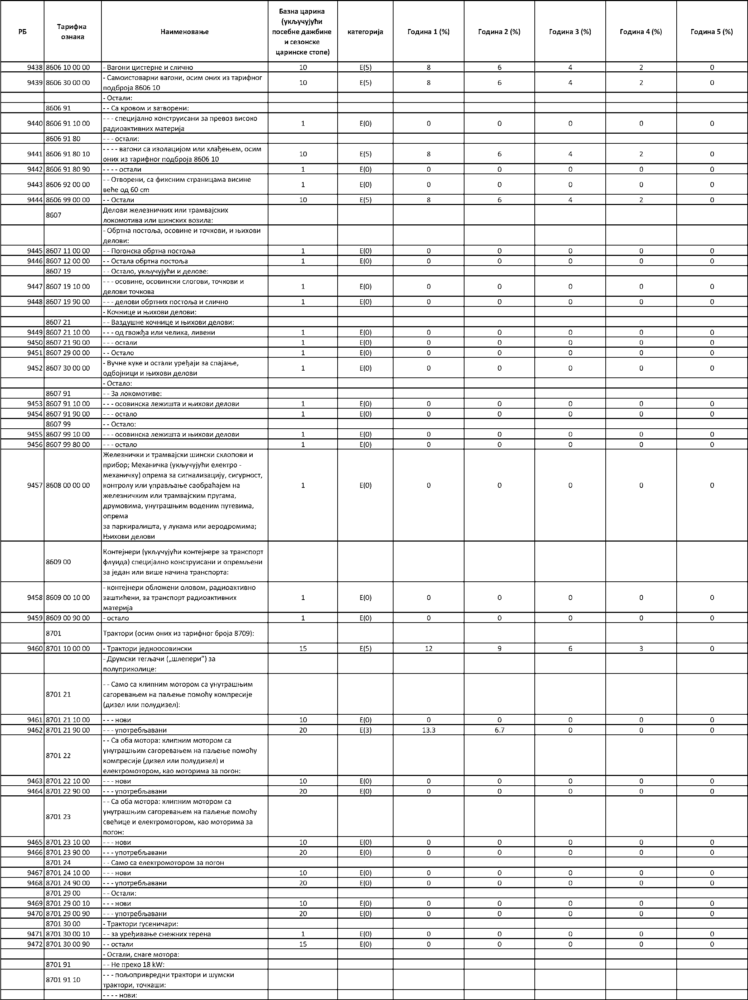 РБ Тарифна ознака Наименовање Базна царина (укључујући посебне дажбине и сезонске царинске стопе) категорија Година 1 (%) Година 2 (%) Година 3 (%) Година 4 (%) Година 5 (%)
9438 8606 10 00 00 - Вагони цистерне и слично 10 E(5) 8 6 4 2 0
9439 8606 30 00 00 - Самоистоварни вагони, осим оних из тарифног
подброја 8606 10 10 E(5) 8 6 4 2 0
- Остали:
8606 91 - - Са кровом и затворени:
9440 8606 91 10 00 - - - специјално конструисани за превоз високо
радиоактивних материја 1 E(0) 0 0 0 0 0
8606 91 80 - - - остали:
9441 8606 91 80 10 - - - - вагони са изолацијом или хлађењем, осим
оних из тарифног подброја 8606 10 10 E(5) 8 6 4 2 0
9442 8606 91 80 90 - - - - остали 1 E(0) 0 0 0 0 0
9443 8606 92 00 00 - - Отворени, са фиксним страницама висине
веће од 60 cm 1 E(0) 0 0 0 0 0
9444 8606 99 00 00 - - Остали 10 E(5) 8 6 4 2 0
8607 Делови железничких или трамвајских
локомотива или шинских возила:
- Обртна постоља, осовине и точкови, и њихови
делови:
9445 8607 11 00 00 - - Погонска обртна постоља 1 E(0) 0 0 0 0 0
9446 8607 12 00 00 - - Остала обртна постоља 1 E(0) 0 0 0 0 0
8607 19 - - Остало, укључујући и делове:
9447 8607 19 10 00 - - - осовине, осовински слогови, точкови и
делови точкова 1 E(0) 0 0 0 0 0
9448 8607 19 90 00 - - - делови обртних постоља и слично 1 E(0) 0 0 0 0 0
- Кочнице и њихови делови:
8607 21 - - Ваздушне кочнице и њихови делови:
9449 8607 21 10 00 - - - од гвожђа или челика, ливени 1 E(0) 0 0 0 0 0
9450 8607 21 90 00 - - - остали 1 E(0) 0 0 0 0 0
9451 8607 29 00 00 - - Остало 1 E(0) 0 0 0 0 0
9452 8607 30 00 00 - Вучне куке и остали уређаји за спајање,
одбојници и њихови делови 1 E(0) 0 0 0 0 0
- Остало:
8607 91 - - За локомотиве:
9453 8607 91 10 00 - - - осовинска лежишта и њихови делови 1 E(0) 0 0 0 0 0
9454 8607 91 90 00 - - - остало 1 E(0) 0 0 0 0 0
8607 99 - - Остало:
9455 8607 99 10 00 - - - осовинска лежишта и њихови делови 1 E(0) 0 0 0 0 0
9456 8607 99 80 00 - - - остало 1 E(0) 0 0 0 0 0
9457 8608 00 00 00 Железнички и трамвајски шински склопови и
прибор; Механичка (укључујући електро -
механичку) опрема за сигнализацију, сигурност,
контролу или управљање саобраћајем на
железничким или трамвајским пругама,
друмовима, унутрашњим воденим путевима,
опрема
за паркиралишта, у лукама или аеродромима;
Њихови делови 1 E(0) 0 0 0 0 0
8609 00 Контејнери (укључујући контејнере за транспорт
флуида) специјално конструисани и опремљени
за један или више начина транспорта:
9458 8609 00 10 00 - контејнери обложени оловом, радиоактивно
заштићени, за транспорт радиоактивних
материја 1 E(0) 0 0 0 0 0
9459 8609 00 90 00 - остало 1 E(0) 0 0 0 0 0
8701 Трактори (осим оних из тарифног броја 8709):
9460 8701 10 00 00 - Трактори једноосовински 15 E(5) 12 9 6 3 0
- Друмски тегљачи („шлепери”) за
полуприколице:
8701 21 - - Само са клипним мотором са унутрашњим
сагоревањем на паљење помоћу компресије
(дизел или полудизел):
9461 8701 21 10 00 - - - нови 10 E(0) 0 0 0 0 0
9462 8701 21 90 00 - - - употребљавани 20 E(3) 13.3 6.7 0 0 0
8701 22 - - Са оба мотора: клипним мотором са
унутрашњим сагоревањем на паљење помоћу
компресије (дизел или полудизел) и
електромотором, као моторима за погон:
9463 8701 22 10 00 - - - нови 10 E(0) 0 0 0 0 0
9464 8701 22 90 00 - - - употребљавани 20 E(0) 0 0 0 0 0
8701 23 - - Са оба мотора: клипним мотором са
унутрашњим сагоревањем на паљење помоћу
свећице и електромотором, као моторима за
погон:
9465 8701 23 10 00 - - - нови 10 E(0) 0 0 0 0 0
9466 8701 23 90 00 - - - употребљавани 20 E(0) 0 0 0 0 0
8701 24 - - Само са електромотором за погон
9467 8701 24 10 00 - - - нови 10 E(0) 0 0 0 0 0
9468 8701 24 90 00 - - - употребљавани 20 E(0) 0 0 0 0 0
8701 29 00 - - Остали:
9469 8701 29 00 10 - - - нови 10 E(0) 0 0 0 0 0
9470 8701 29 00 90 - - - употребљавани 20 E(0) 0 0 0 0 0
8701 30 00 - Трактори гусеничари:
9471 8701 30 00 10 - - за уређивање снежних терена 1 E(0) 0 0 0 0 0
9472 8701 30 00 90 - - остали 15 E(0) 0 0 0 0 0
- Остали, снаге мотора:
8701 91 - - Не преко 18 kW:
8701 91 10 - - - пољопривредни трактори и шумски
трактори, точкаши:
- - - - нови: